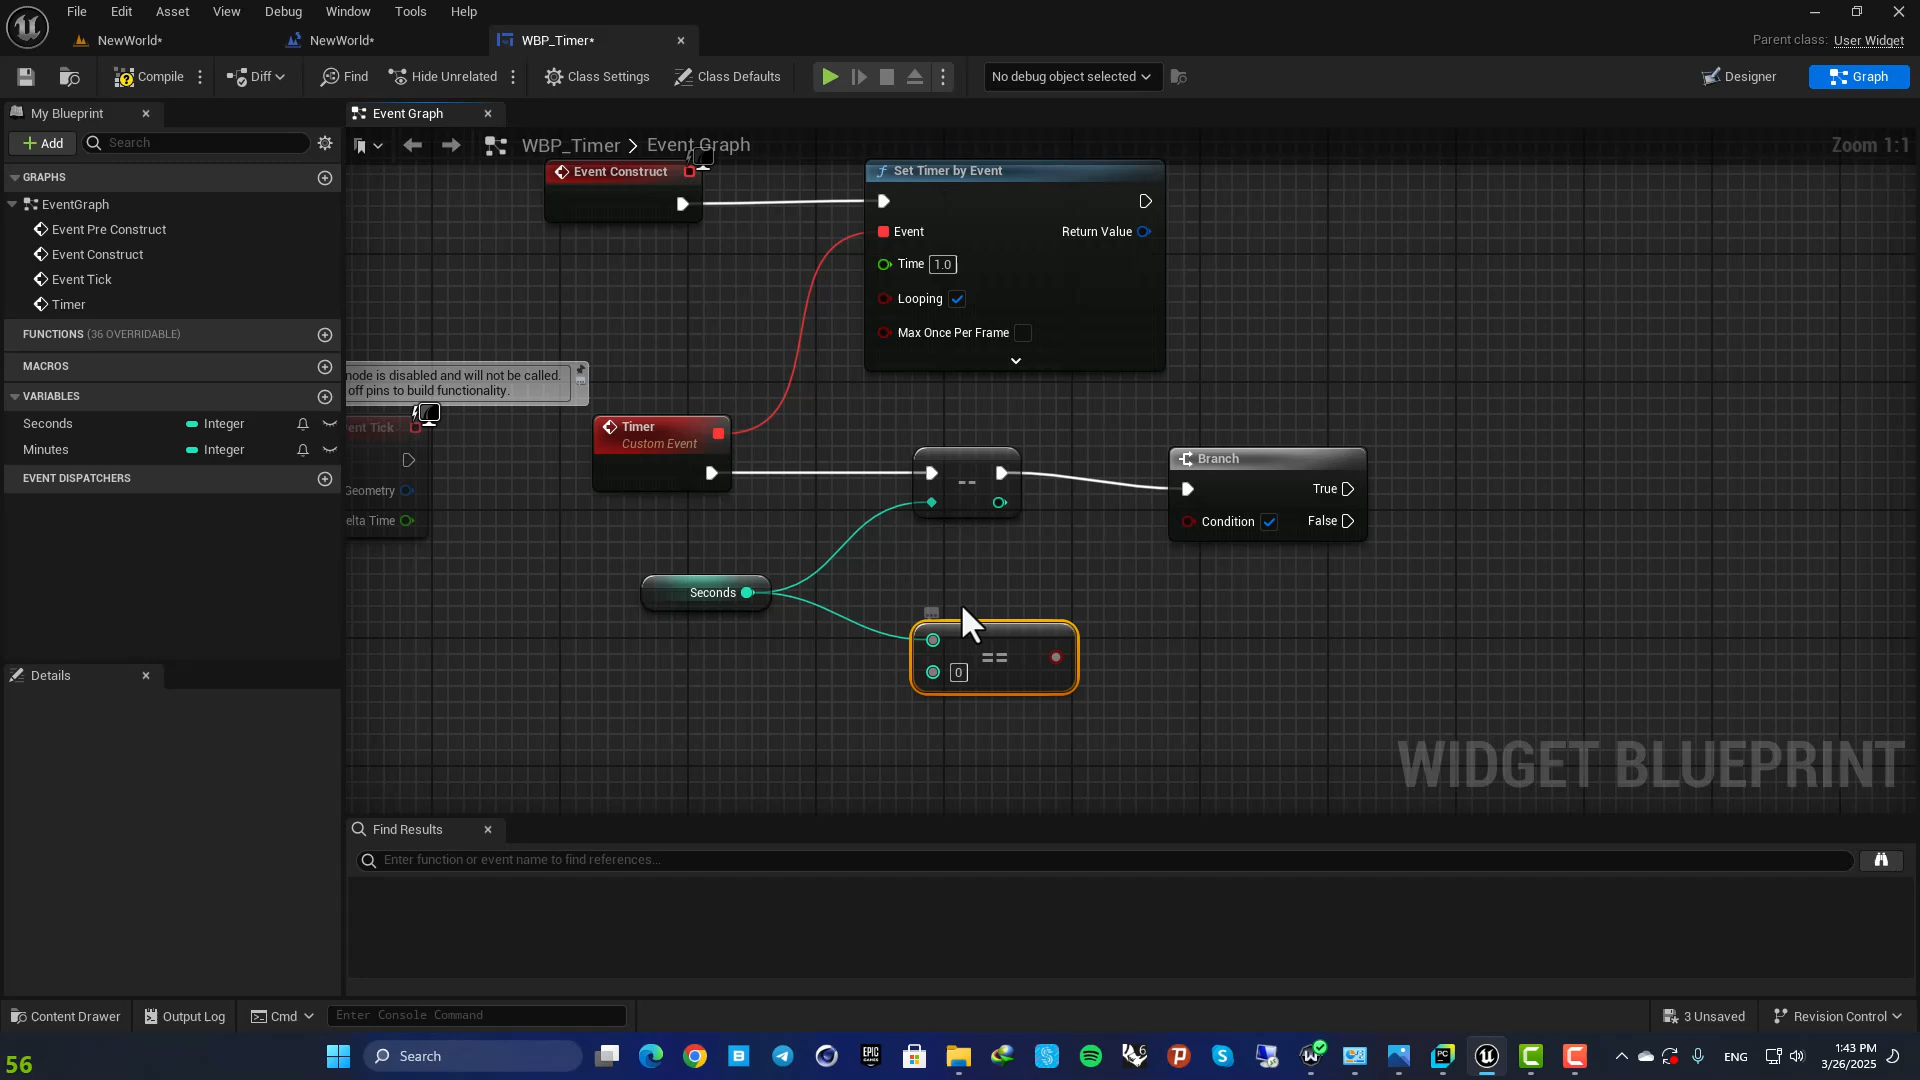 File Edit Asset View Debug Window Tools Help
NewWorld* NewWorld* WBP_Timer*
Parent class: User Widget
Compile Diff Find Hide Unrelated Class Settings Class Defaults No debug object selected Designer Graph
My Blueprint
Event Graph
Add Search
WBP_Timer > Event Graph
Zoom 1:1
GRAPHS
EventGraph
Event Pre Construct
Event Construct
Event Tick
Timer
FUNCTIONS (36 OVERRIDABLE)
MACROS
VARIABLES
Seconds Integer
Minutes Integer
EVENT DISPATCHERS
Details
Event Construct
Set Timer by Event
Event Return Value
Time 1.0
Looping
Max Once Per Frame
node is disabled and will not be called.
off pins to build functionality.
ent Tick
Geometry
elta Time
Timer
Custom Event
--
Branch
True
Condition False
Seconds
==
0
WIDGET BLUEPRINT
Find Results
Enter function or event name to find references...
Content Drawer Output Log Cmd Enter Console Command 3 Unsaved Revision Control
56
Search
ENG
1:43 PM
3/26/2025